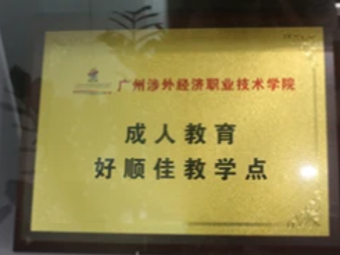 广州涉外经济职业技术学院
成人教育
好顺佳教学点